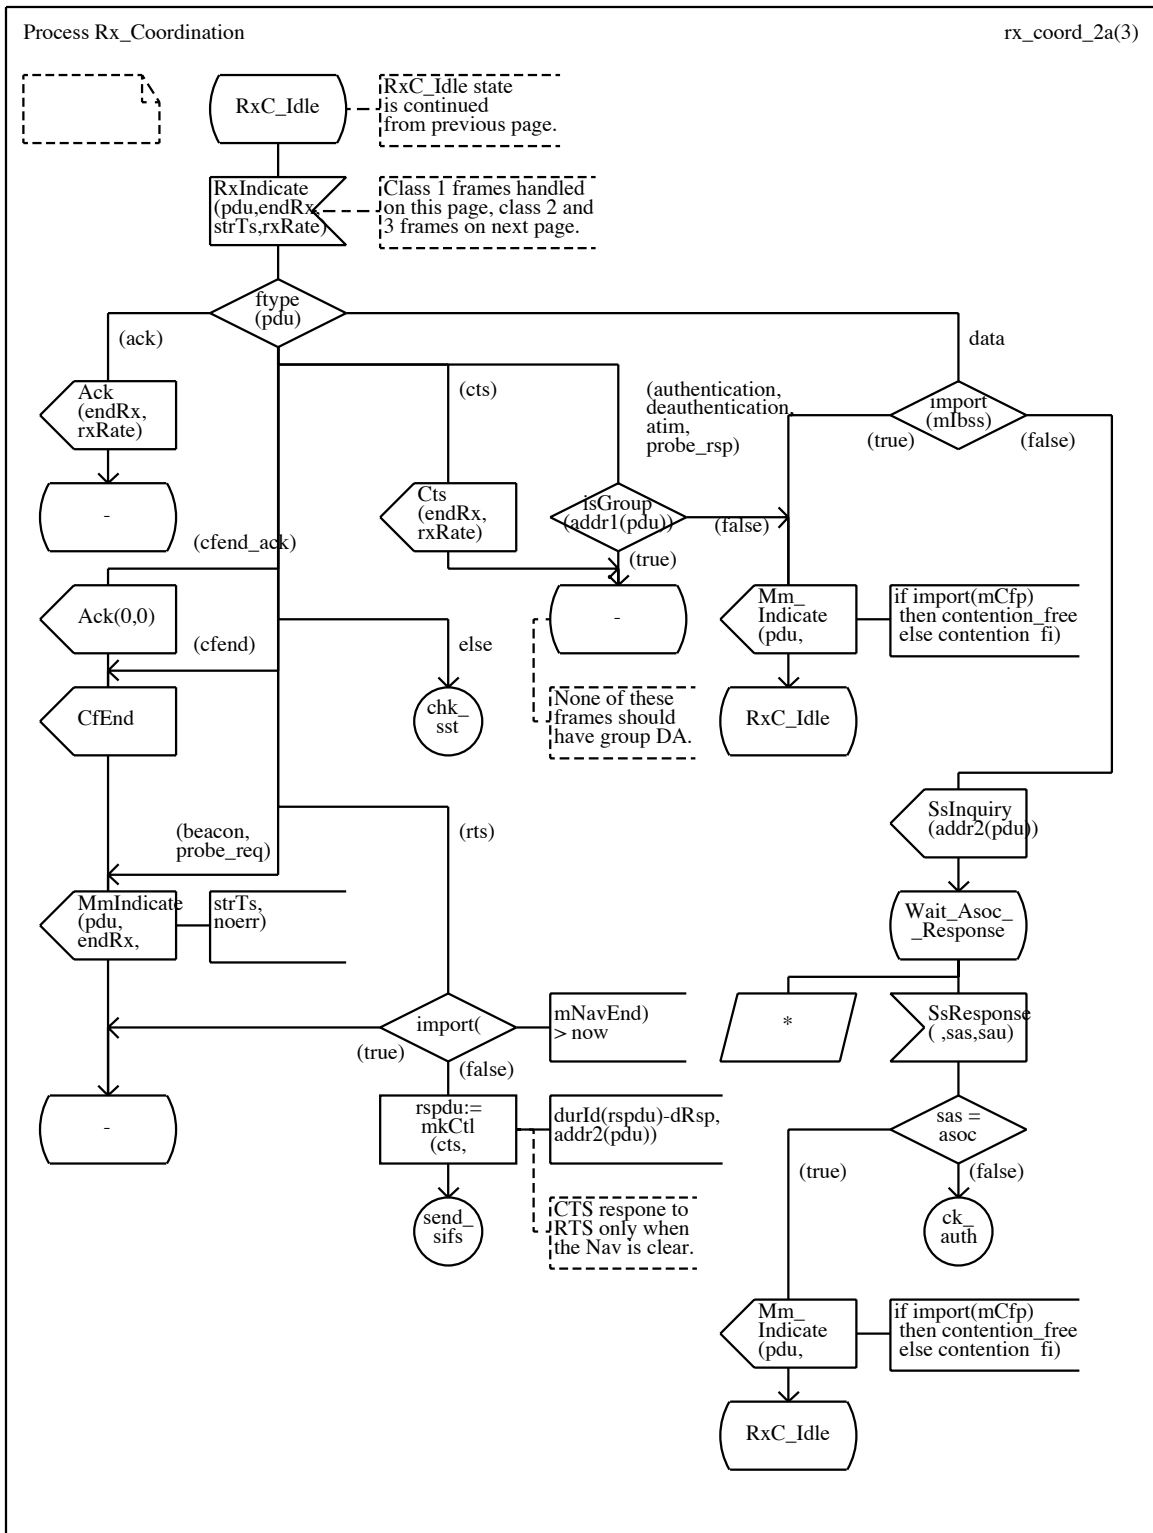 Process Rx_Coordination
rx_coord_2a(3)
RxC_Idle
RxC_Idle state
is continued
from previous page.
RxIndicate
(pdu,endRx,
strTs,rxRate)
Class 1 frames handled
on this page, class 2 and
3 frames on next page.
ftype
(pdu)
(ack)
(cts)
(authentication,
deauthentication,
atim,
probe_rsp)
data
Ack
(endRx,
rxRate)
import
(mIbss)
(true)
(false)
-
Cts
(endRx,
rxRate)
isGroup
(addr1(pdu))
(false)
(true)
(cfend_ack)
Ack(0,0)
-
Mm_
Indicate
(pdu,
if import(mCfp)
then contention_free
else contention fi)
(cfend)
else
CfEnd
chk_
sst
None of these
frames should
have group DA.
RxC_Idle
(beacon,
probe_req)
(rts)
SsInquiry
(addr2(pdu))
MmIndicate
(pdu,
endRx,
strTs,
noerr)
Wait_Asoc_
_Response
import(
mNavEnd)
> now
(true)
(false)
*
SsResponse
( ,sas,sau)
-
rspdu:=
mkCtl
(cts,
durId(rspdu)-dRsp,
addr2(pdu))
sas =
asoc
(true)
(false)
send_
sifs
CTS respone to
RTS only when
the Nav is clear.
ck_
auth
Mm_
Indicate
(pdu,
if import(mCfp)
then contention_free
else contention fi)
RxC_Idle